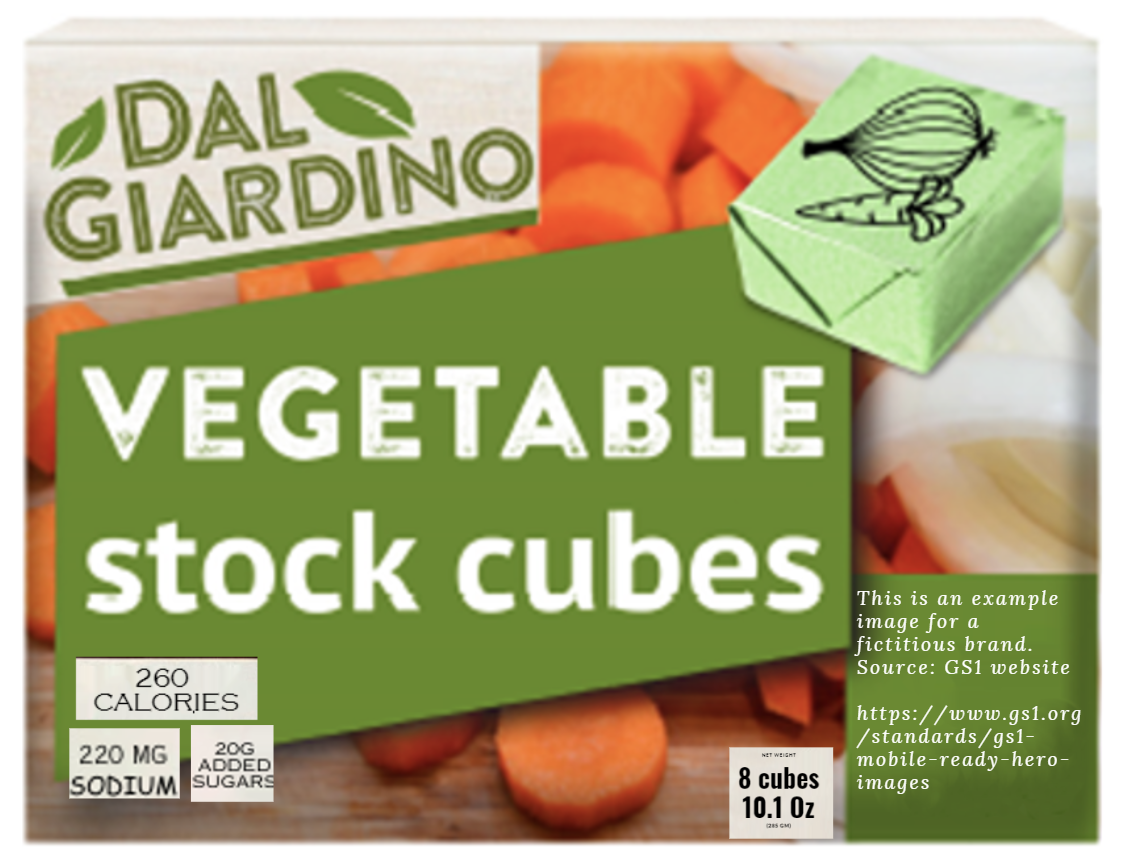 DAL
GIARDINO
VEGETABLE
stock cubes
260
CALORIES
220 MG
SODIUM
20G
ADDED
SUGARS
NET WEIGHT
8 cubes
10.1 Oz
(285 GM)
This is an example
image for a
fictitious brand.
Source: GS1 website
https://www.gs1.org
/standards/gs1-
mobile-ready-hero-
images